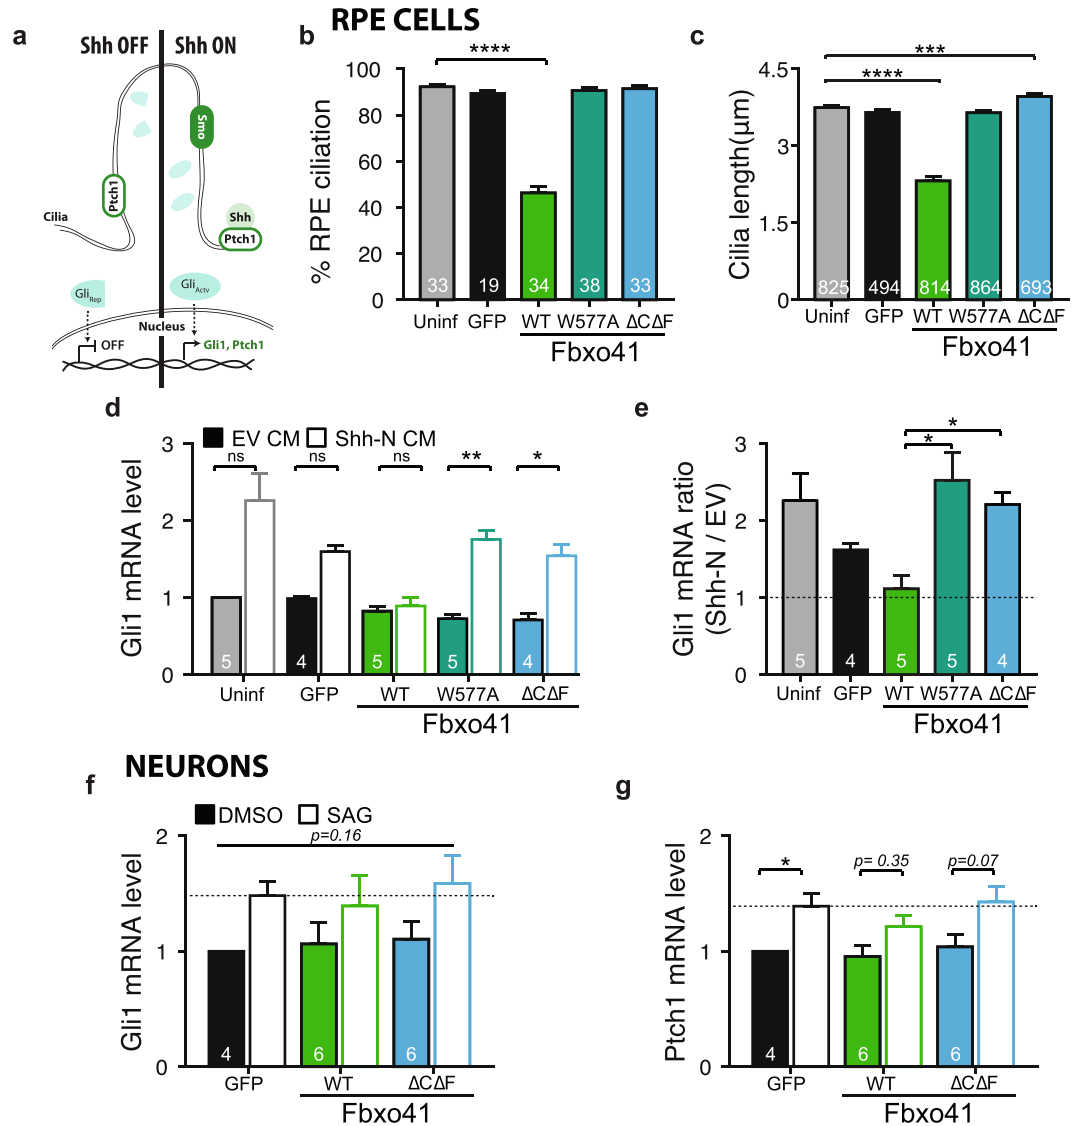 RPE CELLS
a
Shh OFF
Shh ON
Smo
Ptch1
Cilia
Shh
Ptch1
GliRep
GliActv
Nucleus
OFF
Gli1, Ptch1
b
****
% RPE ciliation
100
80
60
40
20
0
33
19
34
38
33
Uninf
GFP
WT
W577A
ΔCΔF
Fbxo41
c
***
****
Cilia length(µm)
4.5
3
1.5
0
825
494
814
864
693
Uninf
GFP
WT
W577A
ΔCΔF
Fbxo41
d
EV CM
Shh-N CM
ns
ns
ns
**
*
Gli1 mRNA level
3
2
1
0
5
4
5
5
4
Uninf
GFP
WT
W577A
ΔCΔF
Fbxo41
e
*
*
Gli1 mRNA ratio
(Shh-N / EV)
3
2
1
0
5
4
5
5
4
Uninf
GFP
WT
W577A
ΔCΔF
Fbxo41
NEURONS
f
DMSO
SAG
p=0.16
Gli1 mRNA level
2
1
0
4
6
6
GFP
WT
ΔCΔF
Fbxo41
g
*
p= 0.35
p=0.07
Ptch1 mRNA level
2
1
0
4
6
6
GFP
WT
ΔCΔF
Fbxo41